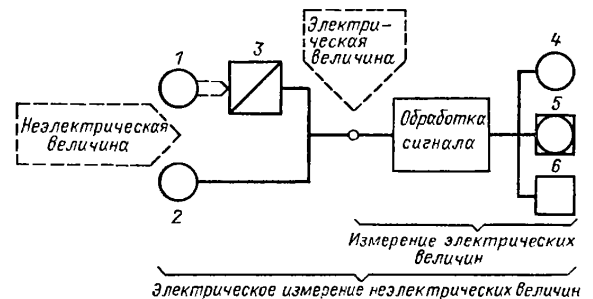 Электри-
ческая
величина
1
3
4
Неэлектрическая
величина
Обработка
сигнала
5
2
6
Измерение электрических
величин
Электрическое измерение неэлектрических величин